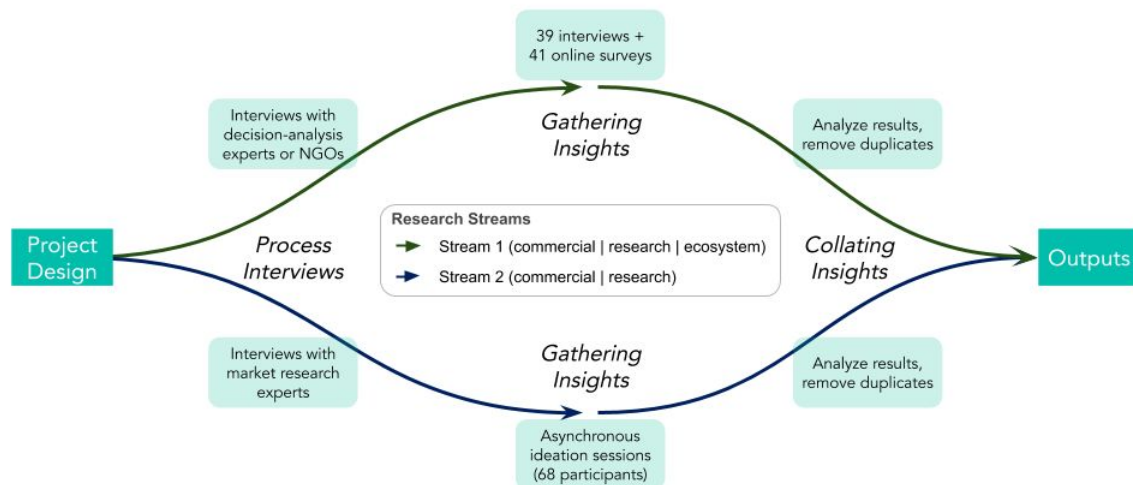 39 interviews +
41 online surveys
Interviews with
decision-analysis
experts or NGOs
Gathering
Insights
Analyze results,
remove duplicates
Research Streams
Stream 1 (commercial | research | ecosystem)
Stream 2 (commercial | research)
Project
Design
Process
Interviews
Collating
Insights
Outputs
Interviews with
market research
experts
Gathering
Insights
Analyze results,
remove duplicates
Asynchronous
ideation sessions
(68 participants)